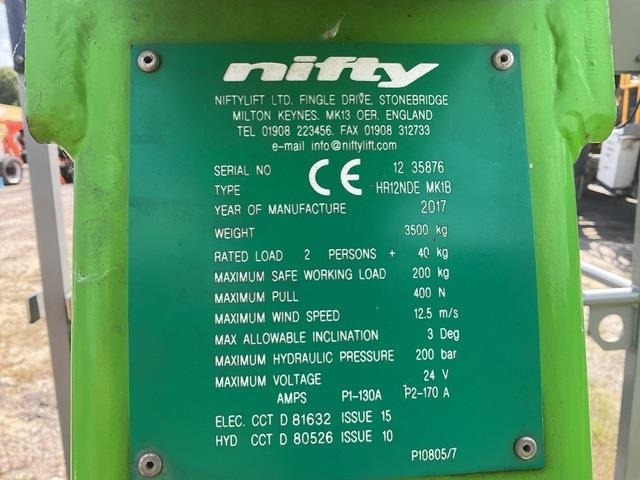 nifty
NIFTYLIFT LTD. FINGLE DRIVE, STONEBRIDGE
MILTON KEYNES. MK13 OER. ENGLAND
TEL 01908 223456. FAX 01908 312733
e-mail info@niftylift.com
SERIAL NO CE 12 35876
TYPE HR12NDE MK1B
YEAR OF MANUFACTURE 2017
WEIGHT 3500 kg
RATED LOAD 2 PERSONS + 40 kg
MAXIMUM SAFE WORKING LOAD 200 kg
MAXIMUM PULL 400 N
MAXIMUM WIND SPEED 12.5 m/s
MAX ALLOWABLE INCLINATION 3 Deg
MAXIMUM HYDRAULIC PRESSURE 200 bar
MAXIMUM VOLTAGE 24 V
AMPS P1-130A P2-170 A
ELEC. CCT D 81632 ISSUE 15
HYD CCT D 80526 ISSUE 10
P10805/7